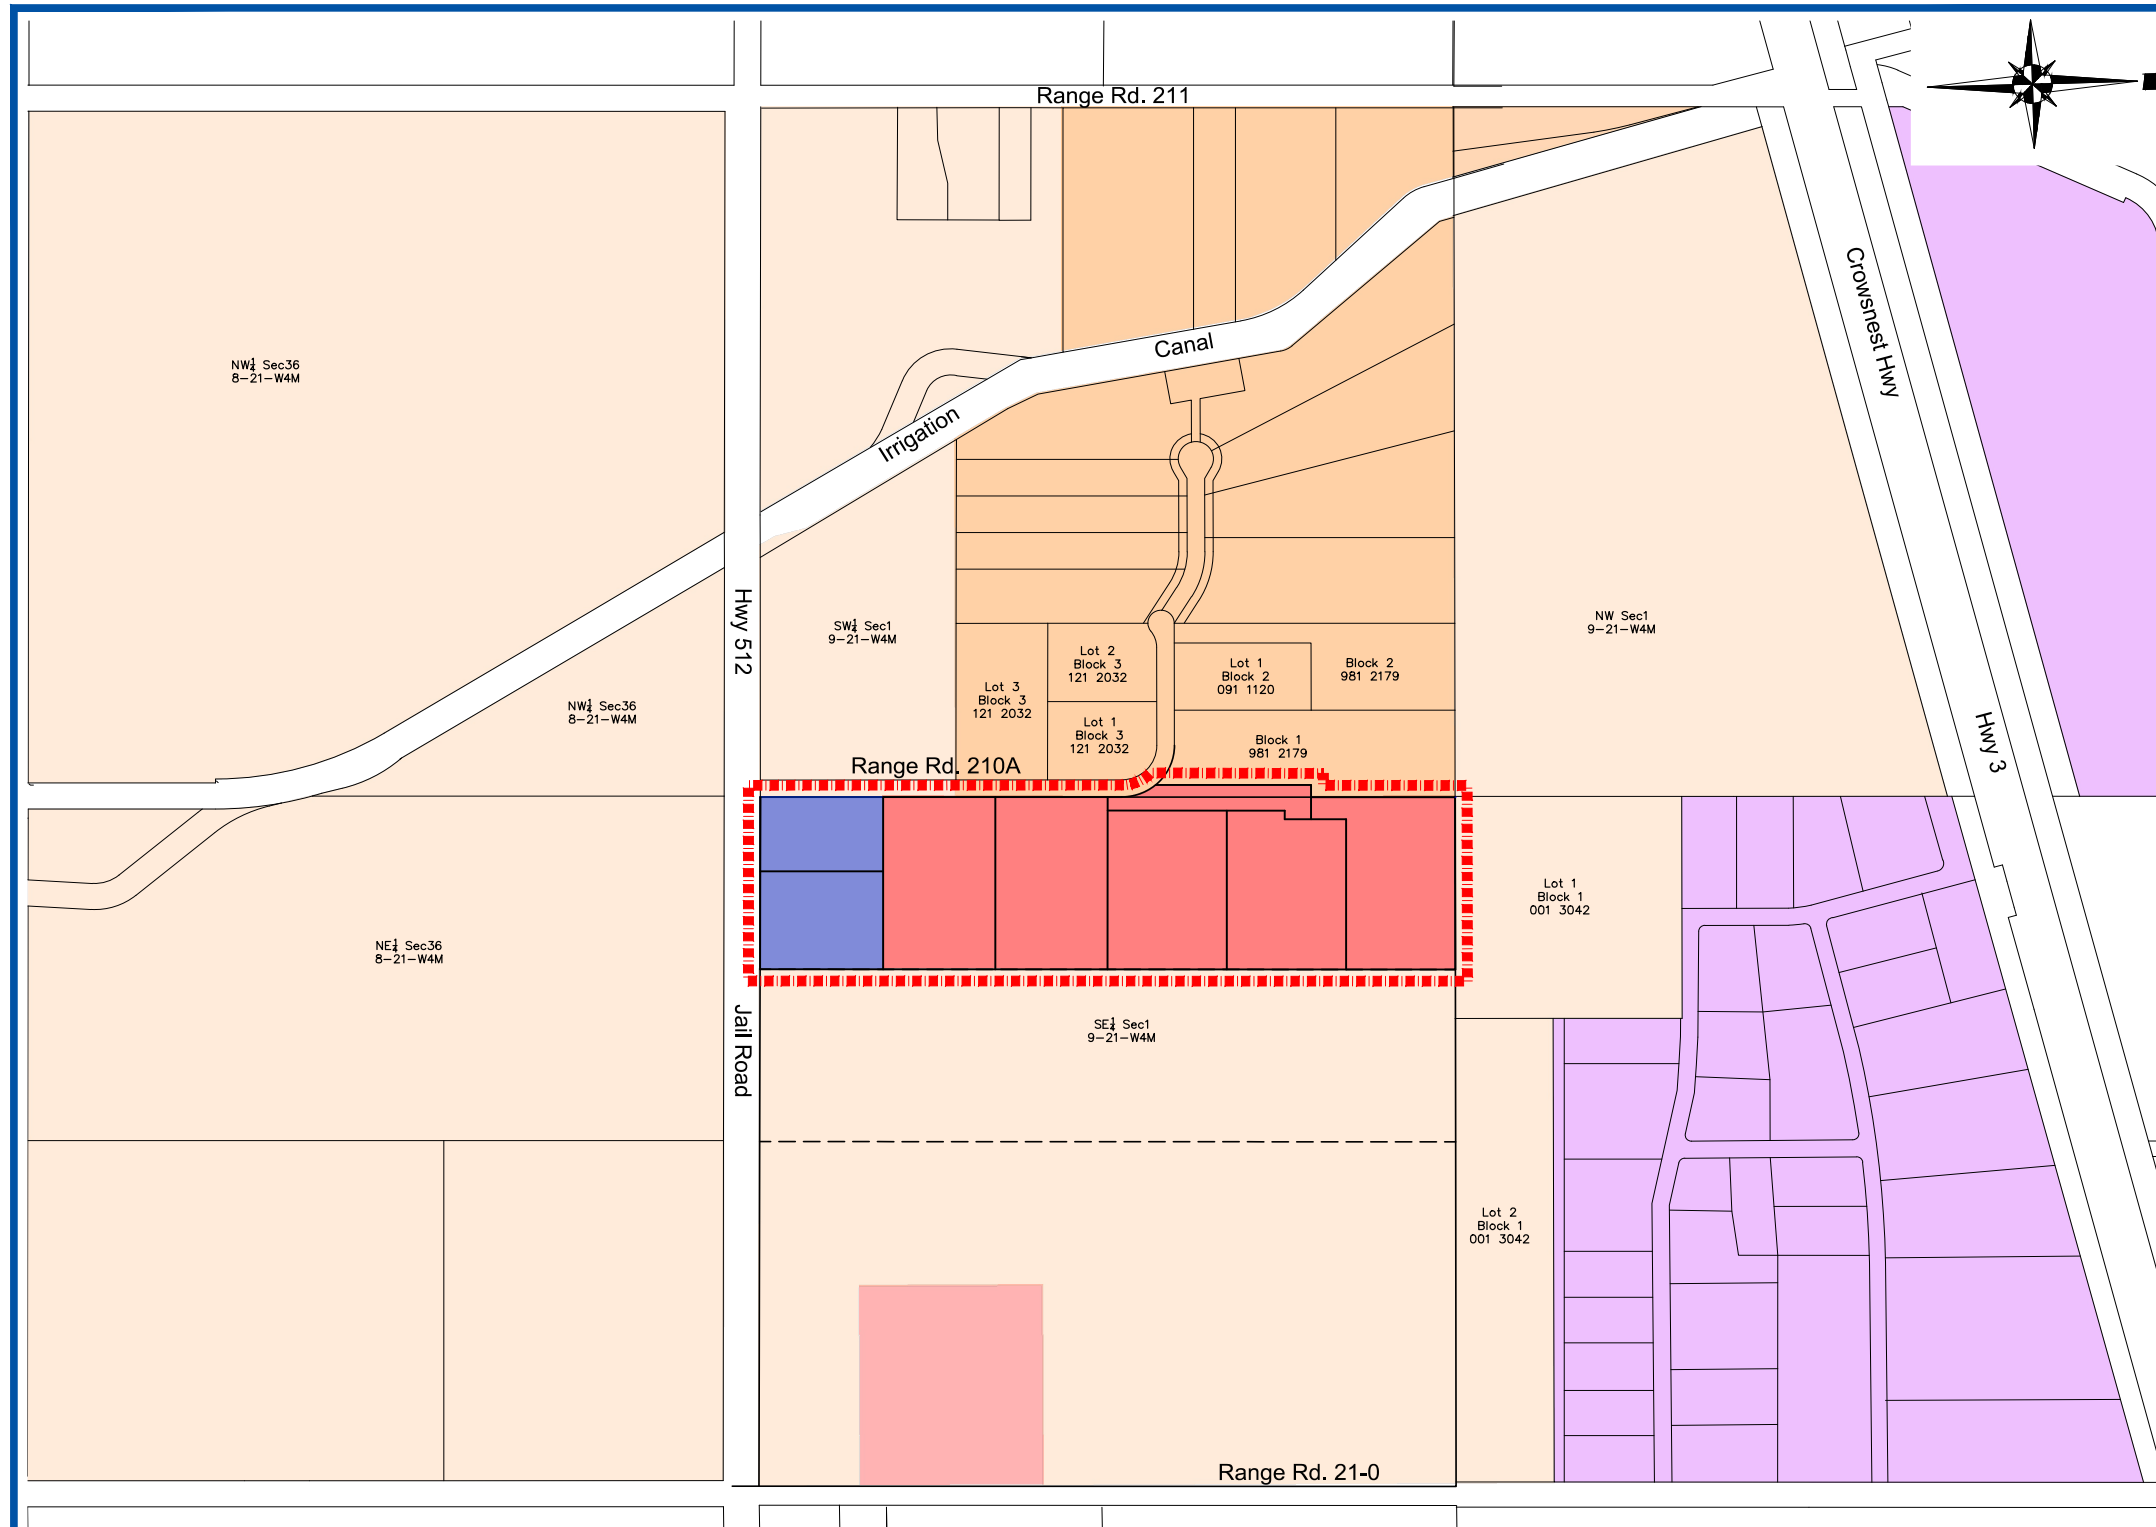 Range Rd. 211
Crowsnest Hwy
Canal
Irrigation
NW¼ Sec36
8-21-W4M
Hwy 512
SW¼ Sec1
9-21-W4M
NW Sec1
9-21-W4M
Lot 2
Block 3
121 2032
Lot 1
Block 2
091 1120
Block 2
981 2179
Lot 3
Block 3
121 2032
NW¼ Sec36
8-21-W4M
Lot 1
Block 3
121 2032
Block 1
981 2179
Hwy 3
Range Rd. 210A
Lot 1
Block 1
001 3042
NE¼ Sec36
8-21-W4M
Jail Road
SE¼ Sec1
9-21-W4M
Lot 2
Block 1
001 3042
Range Rd. 21-0